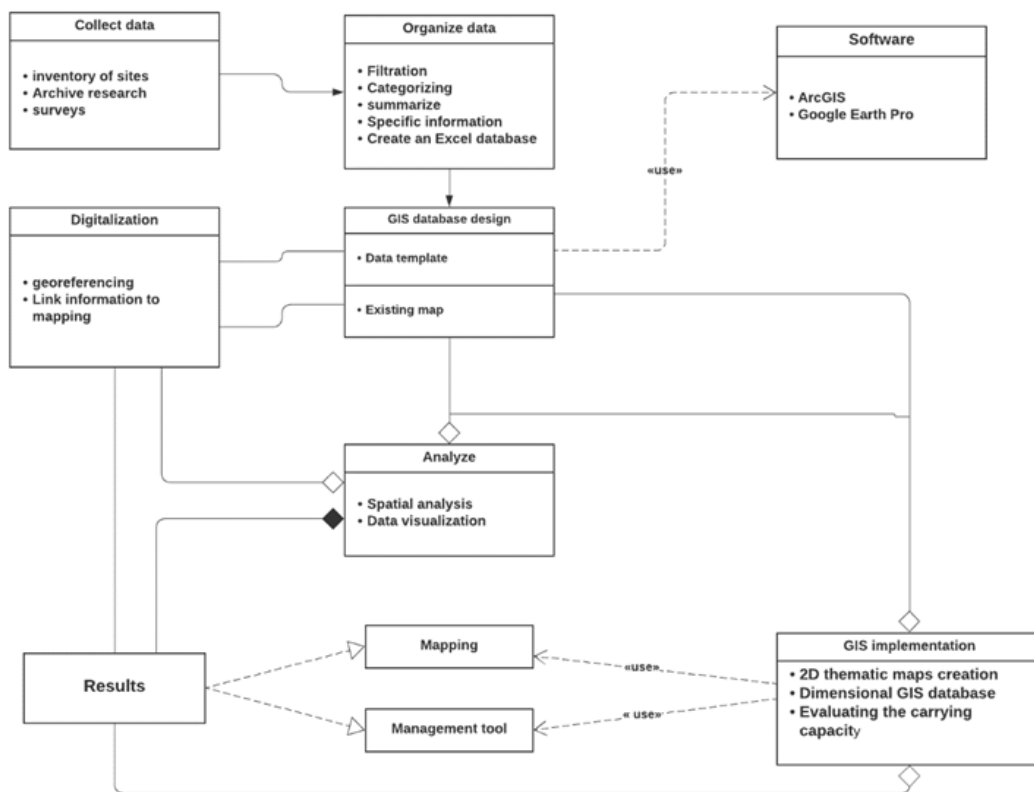 Collect data
• inventory of sites
• Archive research
• surveys
Organize data
• Filtration
• Categorizing
• summarize
• Specific information
• Create an Excel database
Software
• ArcGIS
• Google Earth Pro
«use»
Digitalization
• georeferencing
• Link information to
mapping
GIS database design
• Data template
• Existing map
Analyze
• Spatial analysis
• Data visualization
Results
Mapping
Management tool
«use»
« use»
GIS implementation
• 2D thematic maps creation
• Dimensional GIS database
• Evaluating the carrying
capacity